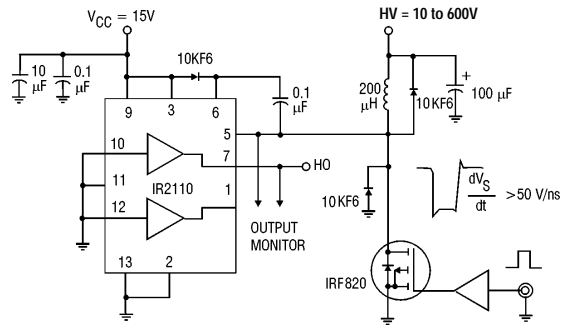 V_CC = 15V
HV = 10 to 600V
10 μF
0.1 μF
10KF6
0.1 μF
200 μH
10KF6
+
100 μF
9
3
6
5
10
7
HO
11
IR2110
1
12
OUTPUT MONITOR
10KF6
dV_S
dt
>50 V/ns
13
2
IRF820